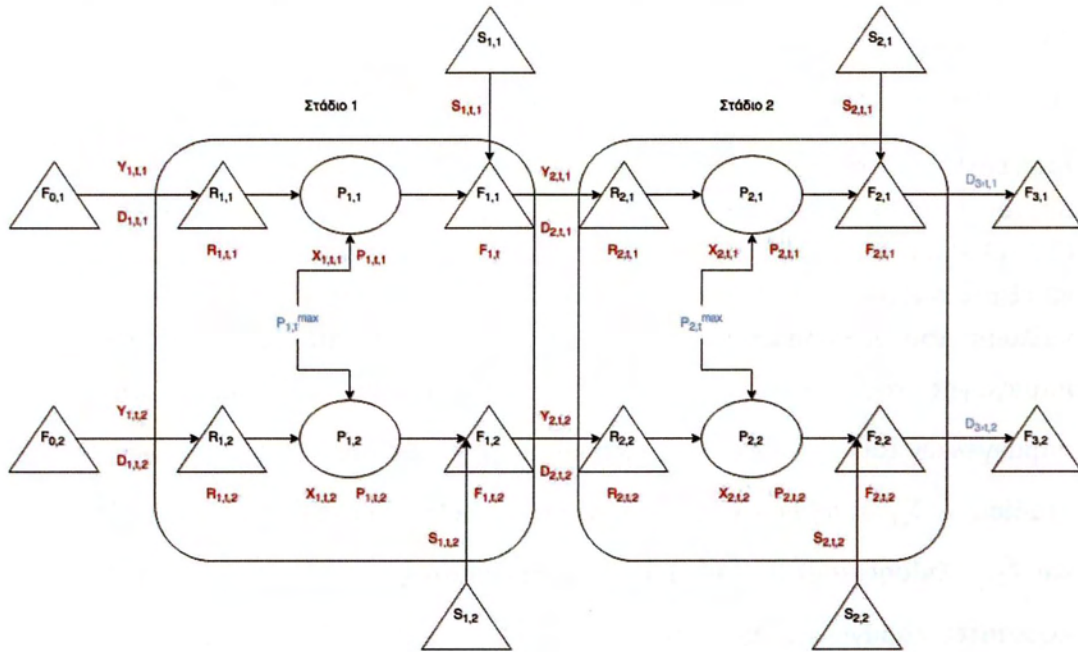 S1,1
S2,1
Στάδιο 1
S1,t,1
Στάδιο 2
S2,t,1
Y1,t,1
Y2,t,1
D3,t,1
F0,1
R1,1
P1,1
F1,1
R2,1
P2,1
F2,1
F3,1
D1,t,1
D2,t,1
R1,t,1
X1,t,1
P1,t,1
F1,t
R2,t,1
X2,t,1
P2,t,1
F2,t,1
P1,t max
P2,t max
Y1,t,2
Y2,t,2
D3,t,2
F0,2
R1,2
P1,2
F1,2
R2,2
P2,2
F2,2
F3,2
D1,t,2
D2,t,2
R1,t,2
X1,t,2
P1,t,2
F1,t,2
R2,t,2
X2,t,2
P2,t,2
F2,t,2
S1,t,2
S2,t,2
S1,2
S2,2